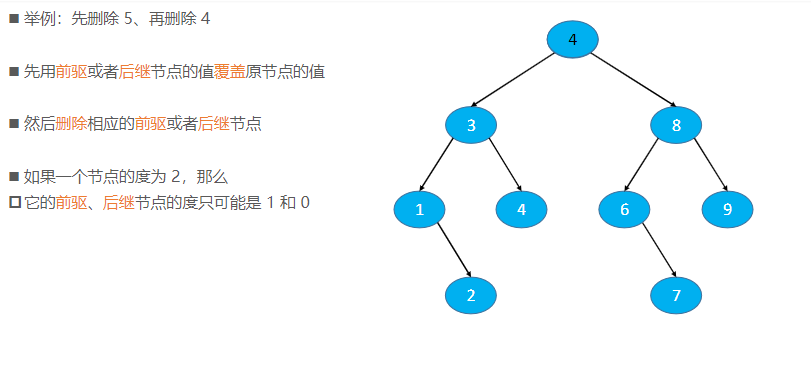 ■ 举例：先删除 5、再删除 4
■ 先用前驱或者后继节点的值覆盖原节点的值
■ 然后删除相应的前驱或者后继节点
■ 如果一个节点的度为 2，那么
□ 它的前驱、后继节点的度只可能是 1 和 0
4
3
8
1
4
6
9
2
7